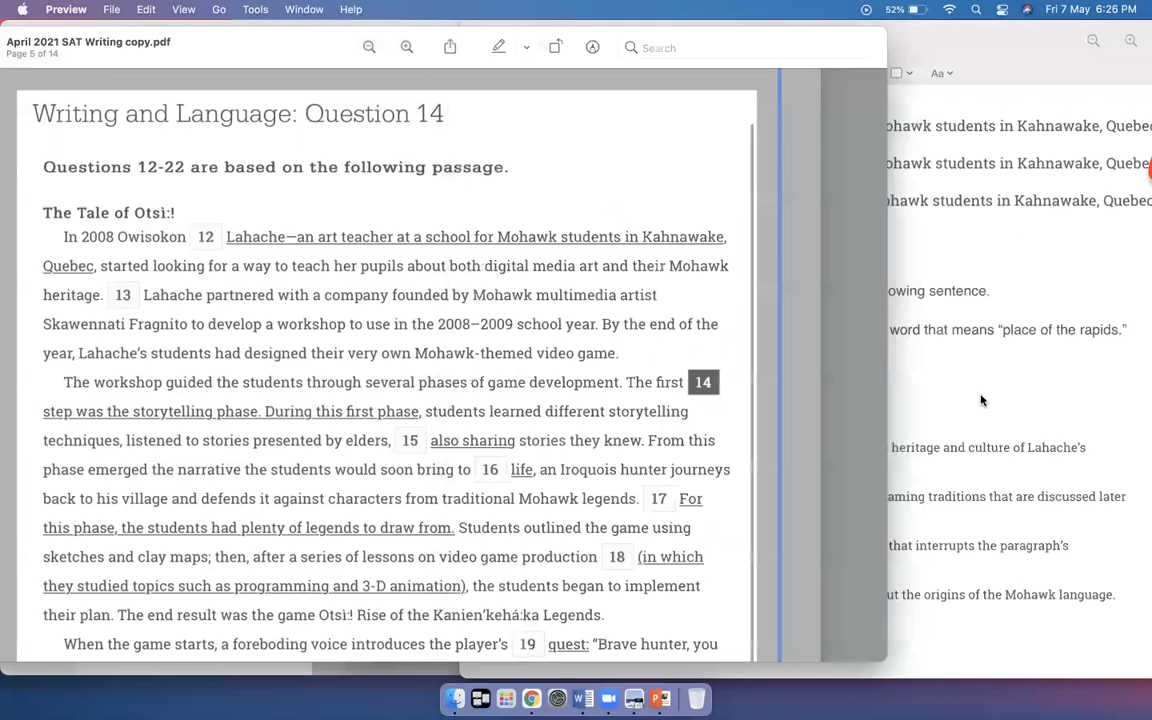 Preview File Edit View Go Tools Window Help 52% Fri 7 May 6:26 PM
April 2021 SAT Writing copy.pdf
Page 5 of 14
Search
Aa
Writing and Language: Question 14
Questions 12-22 are based on the following passage.
The Tale of Otsì:!
In 2008 Owisokon 12 Lahache—an art teacher at a school for Mohawk students in Kahnawake,
Quebec, started looking for a way to teach her pupils about both digital media art and their Mohawk
heritage. 13 Lahache partnered with a company founded by Mohawk multimedia artist
Skawennati Fragnito to develop a workshop to use in the 2008–2009 school year. By the end of the
year, Lahache's students had designed their very own Mohawk-themed video game.
The workshop guided the students through several phases of game development. The first 14
step was the storytelling phase. During this first phase, students learned different storytelling
techniques, listened to stories presented by elders, 15 also sharing stories they knew. From this
phase emerged the narrative the students would soon bring to 16 life, an Iroquois hunter journeys
back to his village and defends it against characters from traditional Mohawk legends. 17 For
this phase, the students had plenty of legends to draw from. Students outlined the game using
sketches and clay maps; then, after a series of lessons on video game production 18 (in which
they studied topics such as programming and 3-D animation), the students began to implement
their plan. The end result was the game Otsì:! Rise of the Kanien'kehá:ka Legends.
When the game starts, a foreboding voice introduces the player's 19 quest: "Brave hunter, you
ohawk students in Kahnawake, Quebec
ohawk students in Kahnawake, Quebe
hawk students in Kahnawake, Quebec
owing sentence.
word that means "place of the rapids."
heritage and culture of Lahache's
aming traditions that are discussed later
that interrupts the paragraph's
ut the origins of the Mohawk language.